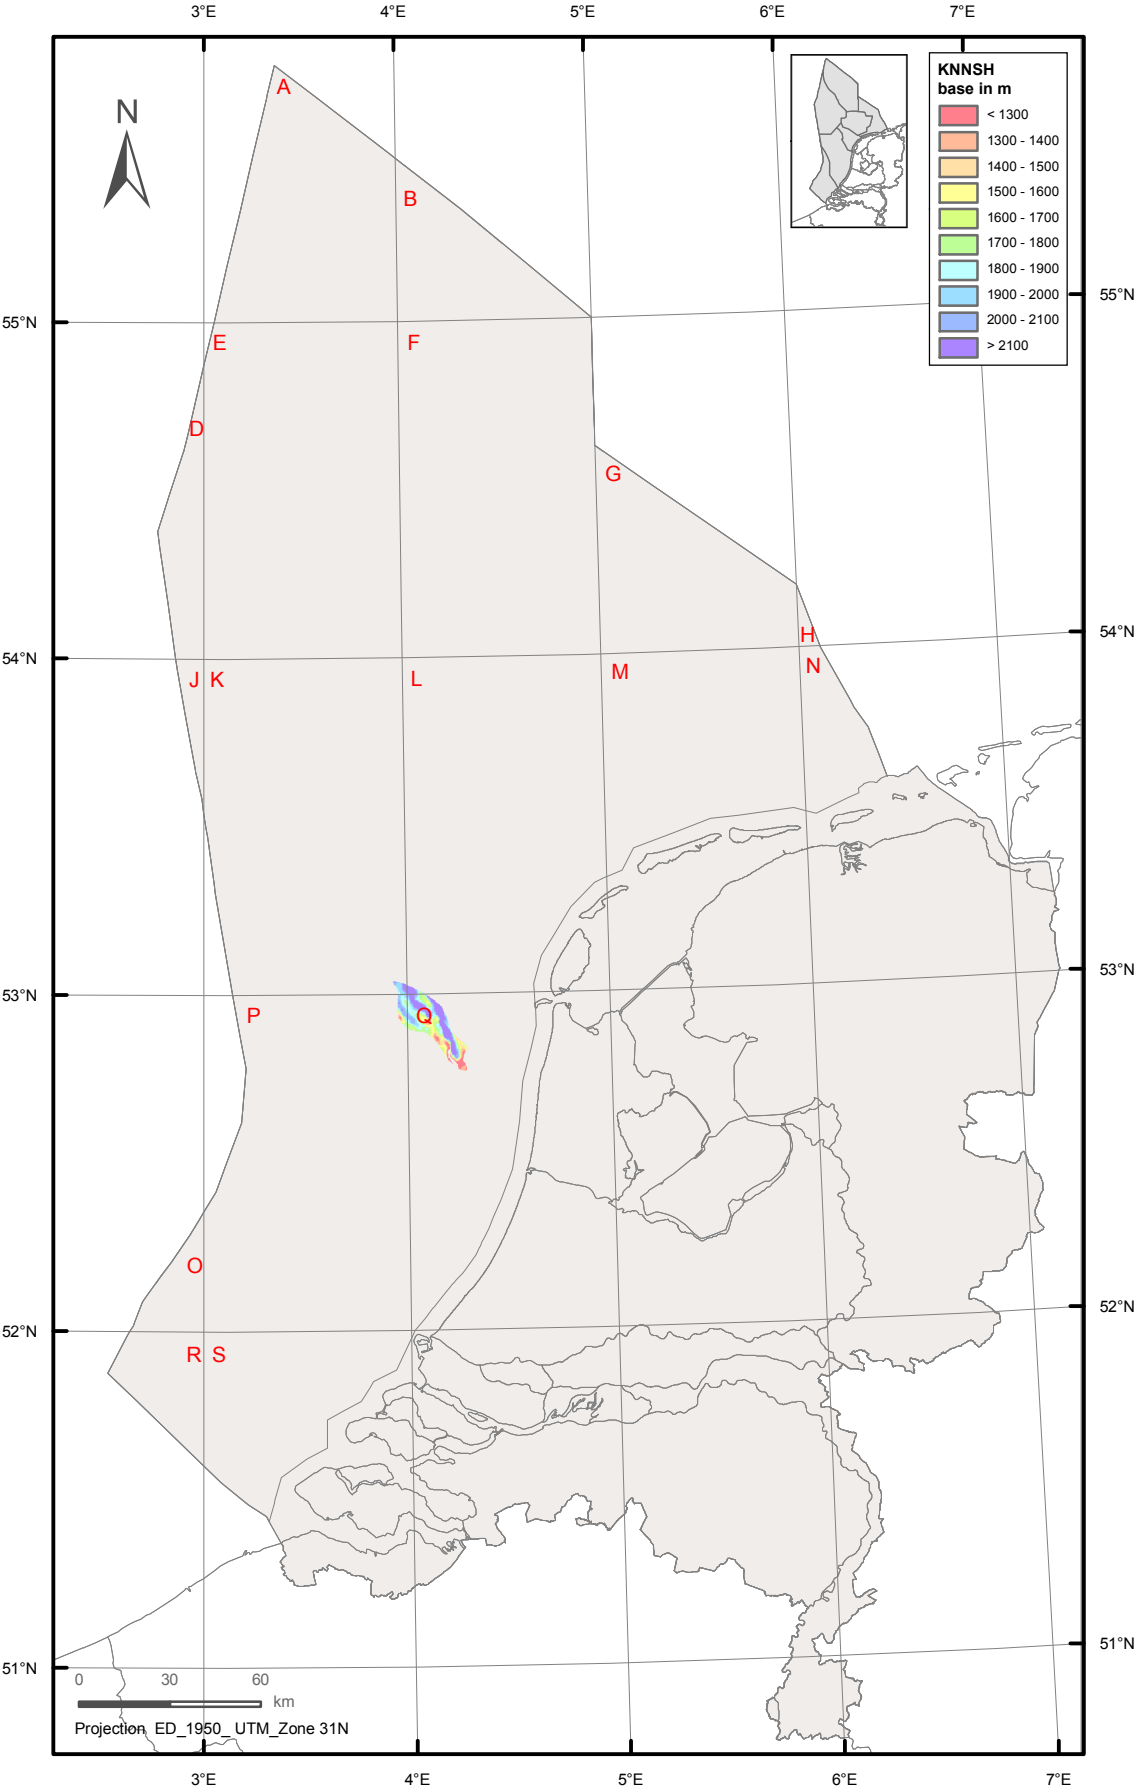 3°E 4°E 5°E 6°E 7°E
N
A
B
KNNSH
base in m
< 1300
1300 - 1400
1400 - 1500
1500 - 1600
1600 - 1700
1700 - 1800
1800 - 1900
1900 - 2000
2000 - 2100
> 2100
55°N 55°N
E F
D
G
H
54°N 54°N
J K L M N
53°N 53°N
P Q
O
52°N 52°N
R S
51°N 51°N
0 30 60
km
Projection ED_1950_ UTM_Zone 31N
3°E 4°E 5°E 6°E 7°E